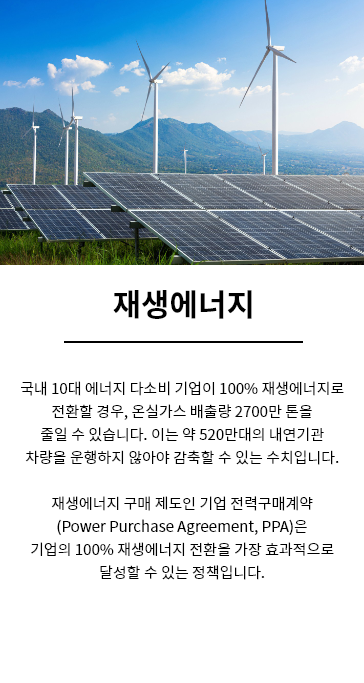 재생에너지
국내 10대 에너지 다소비 기업이 100% 재생에너지로
전환할 경우, 온실가스 배출량 2700만 톤을
줄일 수 있습니다. 이는 약 520만대의 내연기관
차량을 운행하지 않아야 감축할 수 있는 수치입니다.
재생에너지 구매 제도인 기업 전력구매계약
(Power Purchase Agreement, PPA)은
기업의 100% 재생에너지 전환을 가장 효과적으로
달성할 수 있는 정책입니다.